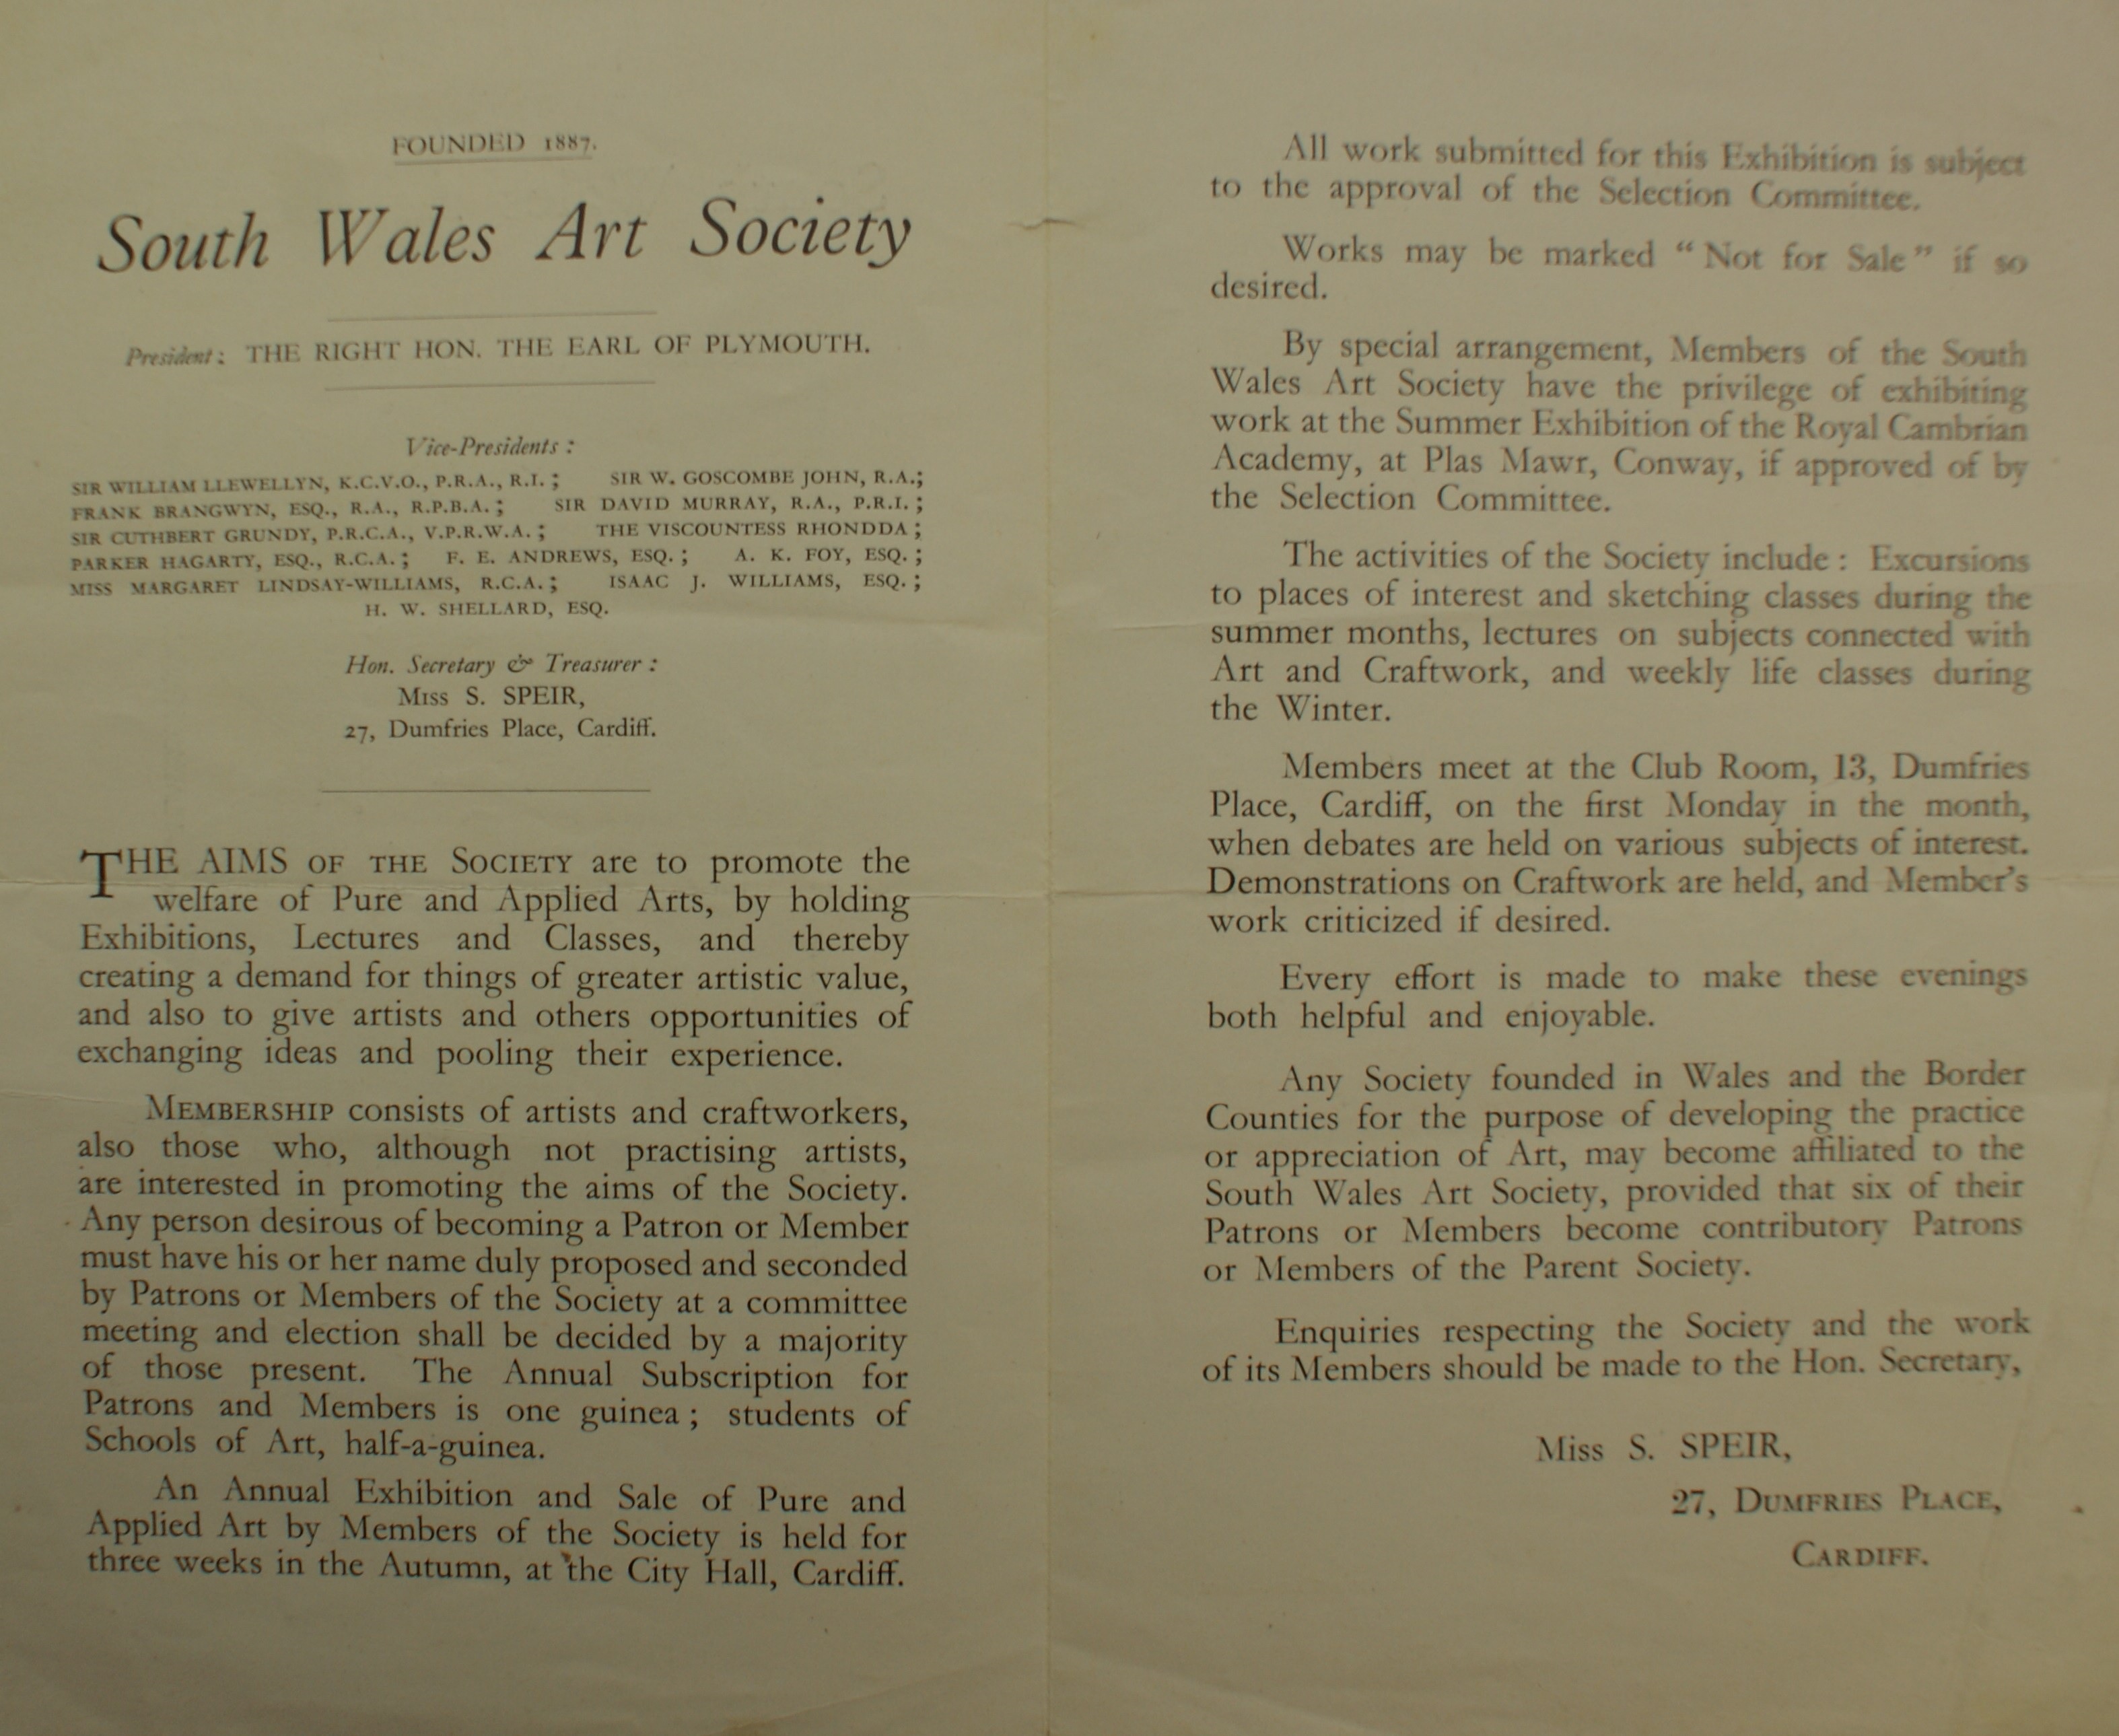 FOUNDED 1887.
South Wales Art Society
President: THE RIGHT HON. THE EARL OF PLYMOUTH.
Vice-Presidents:
SIR WILLIAM LLEWELLYN, K.C.V.O., P.R.A., R.I.; SIR W. GOSCOMBE JOHN, R.A.;
FRANK BRANGWYN, ESQ., R.A., R.P.B.A.; SIR DAVID MURRAY, R.A., P.R.I.;
SIR CUTHBERT GRUNDY, P.R.C.A., V.P.R.W.A.; THE VISCOUNTESS RHONDDA;
PARKER HAGARTY, ESQ., R.C.A.; F. E. ANDREWS, ESQ.; A. K. FOY, ESQ.;
MISS MARGARET LINDSAY-WILLIAMS, R.C.A.; ISAAC J. WILLIAMS, ESQ.;
H. W. SHELLARD, ESQ.
Hon. Secretary & Treasurer:
Miss S. SPEIR,
27, Dumfries Place, Cardiff.
THE AIMS OF THE SOCIETY are to promote the
welfare of Pure and Applied Arts, by holding
Exhibitions, Lectures and Classes, and thereby
creating a demand for things of greater artistic value,
and also to give artists and others opportunities of
exchanging ideas and pooling their experience.
MEMBERSHIP consists of artists and craftworkers,
also those who, although not practising artists,
are interested in promoting the aims of the Society.
Any person desirous of becoming a Patron or Member
must have his or her name duly proposed and seconded
by Patrons or Members of the Society at a committee
meeting and election shall be decided by a majority
of those present. The Annual Subscription for
Patrons and Members is one guinea; students of
Schools of Art, half-a-guinea.
An Annual Exhibition and Sale of Pure and
Applied Art by Members of the Society is held for
three weeks in the Autumn, at the City Hall, Cardiff.
All work submitted for this Exhibition is subject
to the approval of the Selection Committee.
Works may be marked "Not for Sale" if so
desired.
By special arrangement, Members of the South
Wales Art Society have the privilege of exhibiting
work at the Summer Exhibition of the Royal Cambrian
Academy, at Plas Mawr, Conway, if approved of by
the Selection Committee.
The activities of the Society include: Excursions
to places of interest and sketching classes during the
summer months, lectures on subjects connected with
Art and Craftwork, and weekly life classes during
the Winter.
Members meet at the Club Room, 13, Dumfries
Place, Cardiff, on the first Monday in the month,
when debates are held on various subjects of interest.
Demonstrations on Craftwork are held, and Member's
work criticized if desired.
Every effort is made to make these evenings
both helpful and enjoyable.
Any Society founded in Wales and the Border
Counties for the purpose of developing the practice
or appreciation of Art, may become affiliated to the
South Wales Art Society, provided that six of their
Patrons or Members become contributory Patrons
or Members of the Parent Society.
Enquiries respecting the Society and the work
of its Members should be made to the Hon. Secretary,
Miss S. SPEIR,
27, DUMFRIES PLACE,
CARDIFF.